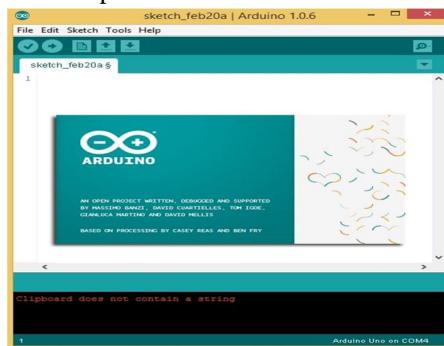 sketch_feb20a | Arduino 1.0.6
File Edit Sketch Tools Help
sketch_feb20a §
1
ARDUINO
AN OPEN PROJECT WRITTEN, DEBUGGED AND SUPPORTED
BY MASSIMO BANZI, DAVID CUARTIELLES, TOM IGOE,
GIANLUCA MARTINO AND DAVID MELLIS
BASED ON PROCESSING BY CASEY REAS AND BEN FRY
Clipboard does not contain a string
1 Arduino Uno on COM4